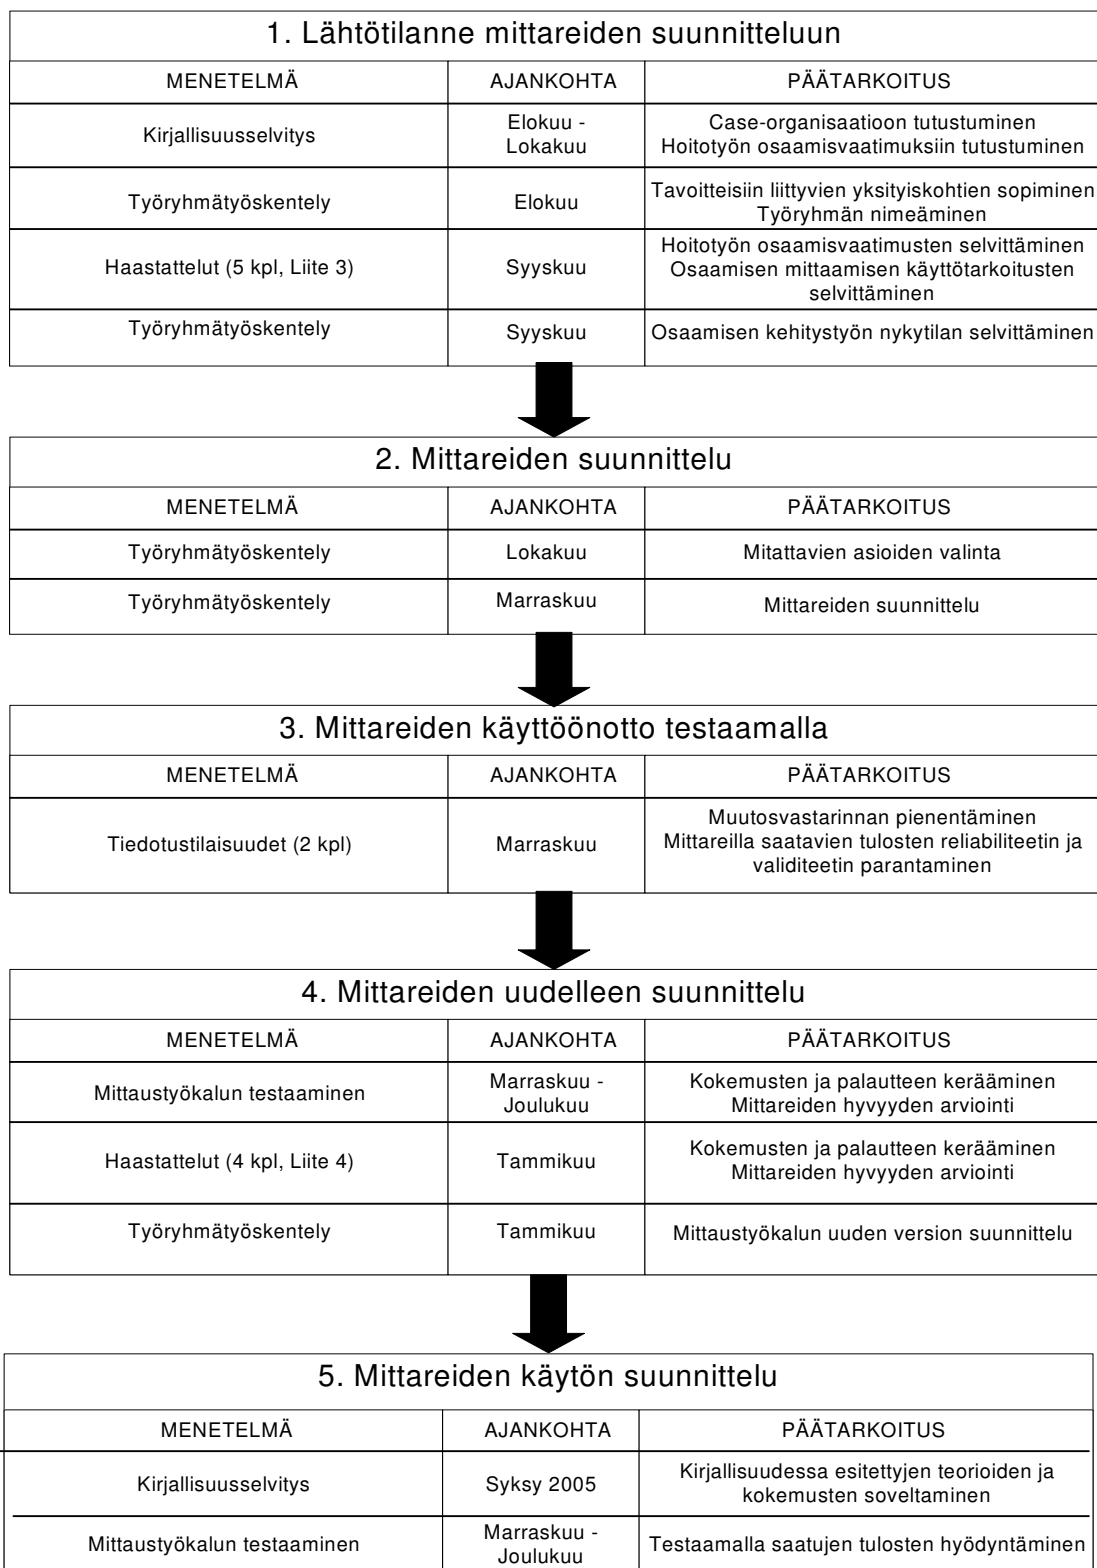 1. Lähtötilanne mittareiden suunnitteluun
MENETELMÄ AJANKOHTA PÄÄTARKOITUS
Kirjallisuusselvitys
Elokuu -
Lokakuu
Case-organisaatioon tutustuminen
Hoitotyön osaamisvaatimuksiin tutustuminen
Työryhmätyöskentely
Elokuu
Tavoitteisiin liittyvien yksityiskohtien sopiminen
Työryhmän nimeäminen
Haastattelut (5 kpl, Liite 3)
Syyskuu
Hoitotyön osaamisvaatimusten selvittäminen
Osaamisen mittaamisen käyttötarkoitusten
selvittäminen
Työryhmätyöskentely
Syyskuu
Osaamisen kehitystyön nykytilan selvittäminen
2. Mittareiden suunnittelu
MENETELMÄ AJANKOHTA PÄÄTARKOITUS
Työryhmätyöskentely
Lokakuu
Mitattavien asioiden valinta
Työryhmätyöskentely
Marraskuu
Mittareiden suunnittelu
3. Mittareiden käyttöönotto testaamalla
MENETELMÄ AJANKOHTA PÄÄTARKOITUS
Tiedotustilaisuudet (2 kpl)
Marraskuu
Muutosvastarinnan pienentäminen
Mittareilla saatavien tulosten reliabiliteetin ja
validiteetin parantaminen
4. Mittareiden uudelleen suunnittelu
MENETELMÄ AJANKOHTA PÄÄTARKOITUS
Mittaustyökalun testaaminen
Marraskuu -
Joulukuu
Kokemusten ja palautteen kerääminen
Mittareiden hyvyyden arviointi
Haastattelut (4 kpl, Liite 4)
Tammikuu
Kokemusten ja palautteen kerääminen
Mittareiden hyvyyden arviointi
Työryhmätyöskentely
Tammikuu
Mittaustyökalun uuden version suunnittelu
5. Mittareiden käytön suunnittelu
MENETELMÄ AJANKOHTA PÄÄTARKOITUS
Kirjallisuusselvitys
Syksy 2005
Kirjallisuudessa esitettyjen teorioiden ja
kokemusten soveltaminen
Mittaustyökalun testaaminen
Marraskuu -
Joulukuu
Testaamalla saatujen tulosten hyödyntäminen